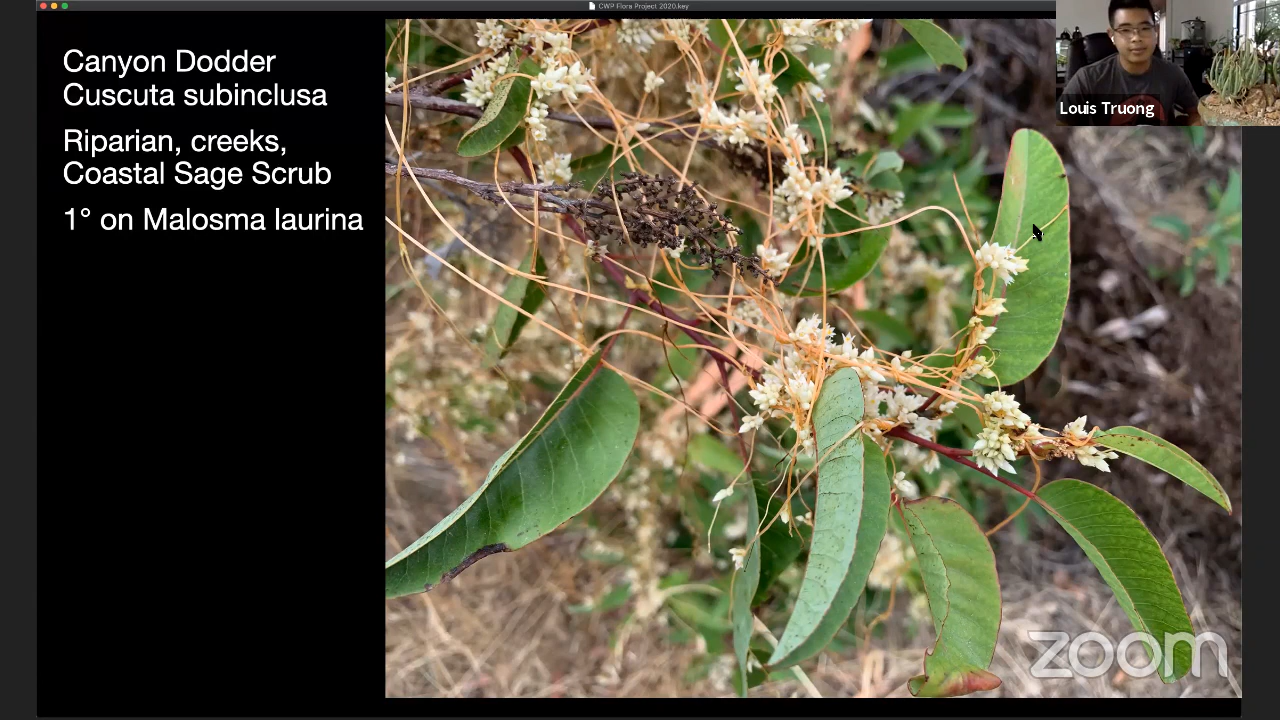 CWP Flora Project 2020.key
Canyon Dodder
Cuscuta subinclusa
Riparian, creeks,
Coastal Sage Scrub
1° on Malosma laurina
Louis Truong
zoom